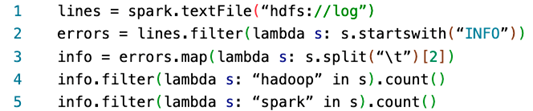 1 lines = spark.textFile(“hdfs://log”)
2 errors = lines.filter(lambda s: s.startswith(“INFO”))
3 info = errors.map(lambda s: s.split(“\t”)[2])
4 info.filter(lambda s: “hadoop” in s).count()
5 info.filter(lambda s: “spark” in s).count()